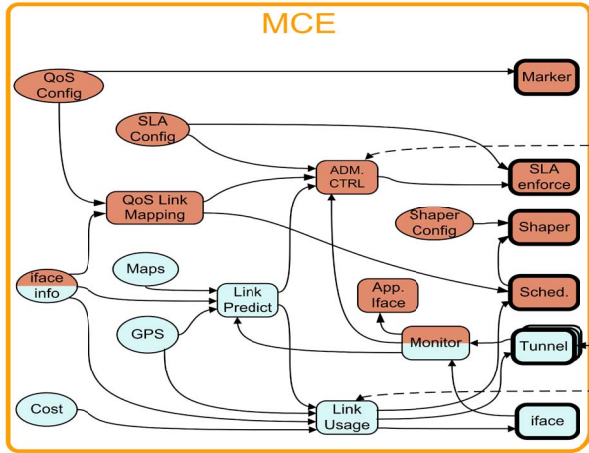 MCE
QoS
Config
Marker
SLA
Config
ADM.
CTRL
SLA
enforce
QoS Link
Mapping
Shaper
Config
Shaper
Maps
iface
info
Link
Predict
App.
Iface
Sched.
GPS
Monitor
Tunnel
Cost
Link
Usage
iface